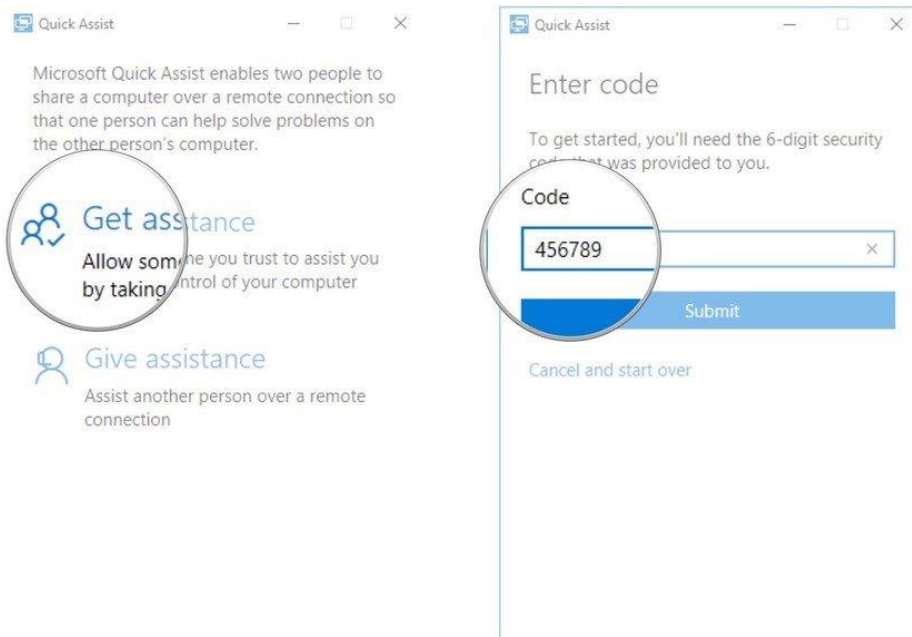 Quick Assist
Microsoft Quick Assist enables two people to
share a computer over a remote connection so
that one person can help solve problems on
the other person's computer.
Get assistance
Allow someone you trust to assist you
by taking control of your computer
Give assistance
Assist another person over a remote
connection
Quick Assist
Enter code
To get started, you'll need the 6-digit security
code that was provided to you.
Code
456789
Submit
Cancel and start over